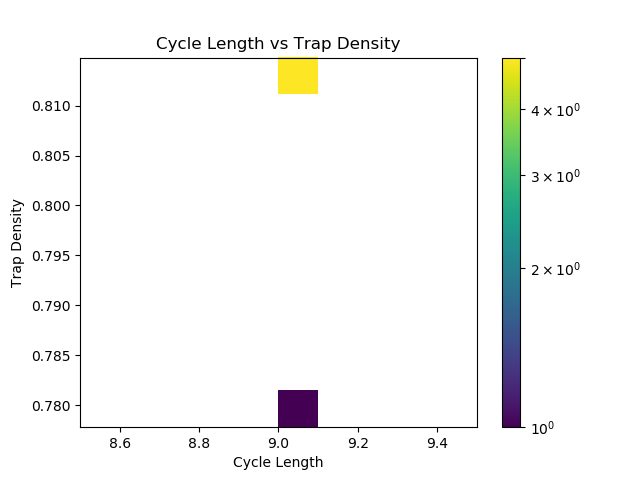 Cycle Length vs Trap Density
Trap Density
0.810
0.805
0.800
0.795
0.790
0.785
0.780
8.6 8.8 9.0 9.2 9.4
Cycle Length
4 × 10⁰
3 × 10⁰
2 × 10⁰
10⁰